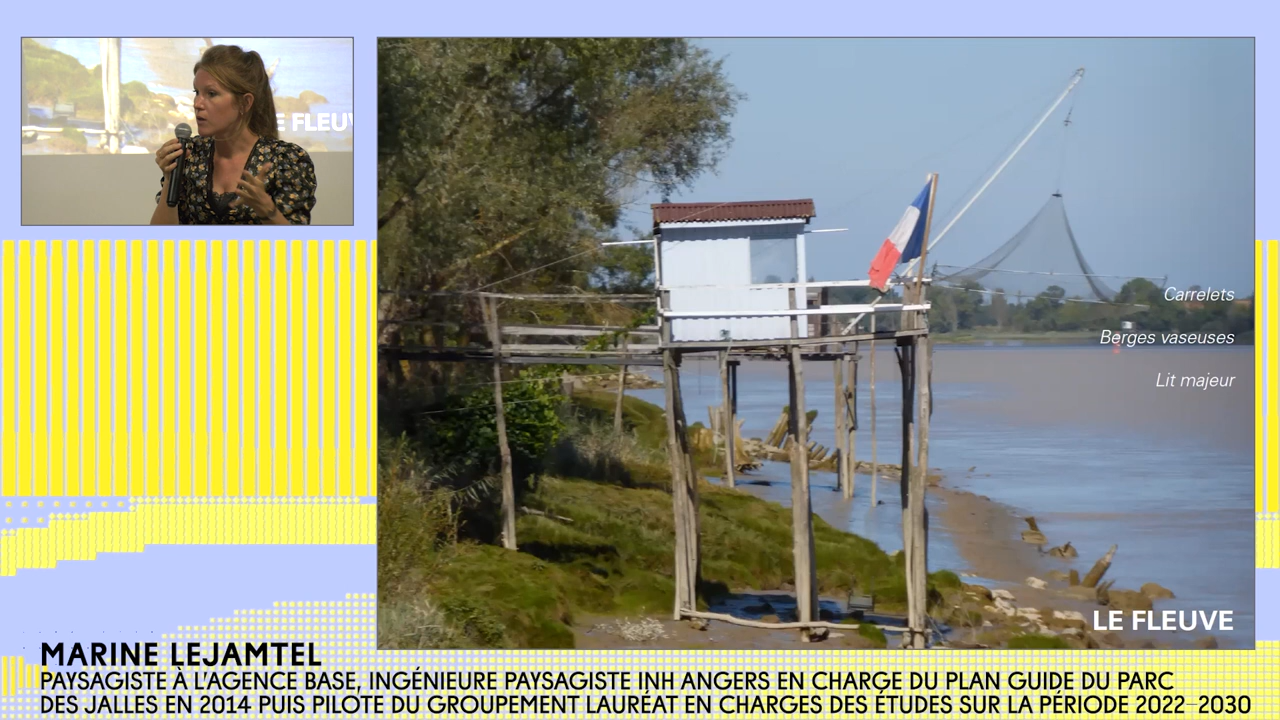 E FLEUV
Carrelets
Berges vaseuses
Lit majeur
LE FLEUVE
MARINE LEJAMTEL
PAYSAGISTE À L'AGENCE BASE, INGÉNIEURE PAYSAGISTE INH ANGERS EN CHARGE DU PLAN GUIDE DU PARC
DES JALLES EN 2014 PUIS PILOTE DU GROUPEMENT LAURÉAT EN CHARGES DES ÉTUDES SUR LA PÉRIODE 2022-2030